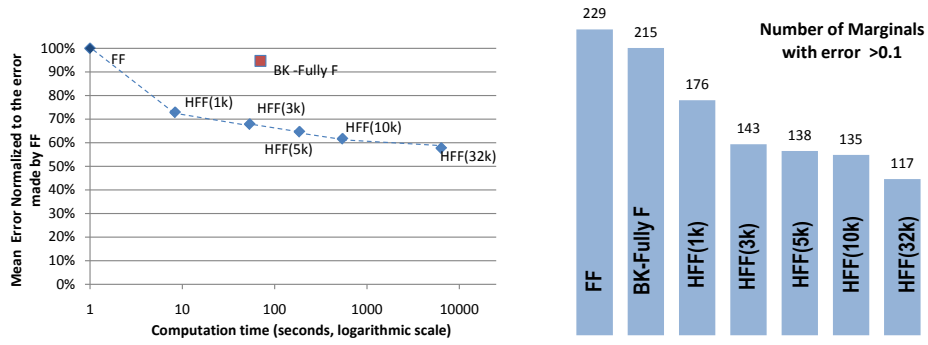 Mean Error Normalized to the error
made by FF
100%
90%
80%
70%
60%
50%
40%
30%
20%
10%
0%
FF
BK -Fully F
HFF(1k)
HFF(3k)
HFF(5k)
HFF(10k)
HFF(32k)
1
10
100
1000
10000
Computation time (seconds, logarithmic scale)
Number of Marginals
with error >0.1
229
215
176
143
138
135
117
FF
BK-Fully F
HFF(1k)
HFF(3k)
HFF(5k)
HFF(10k)
HFF(32k)